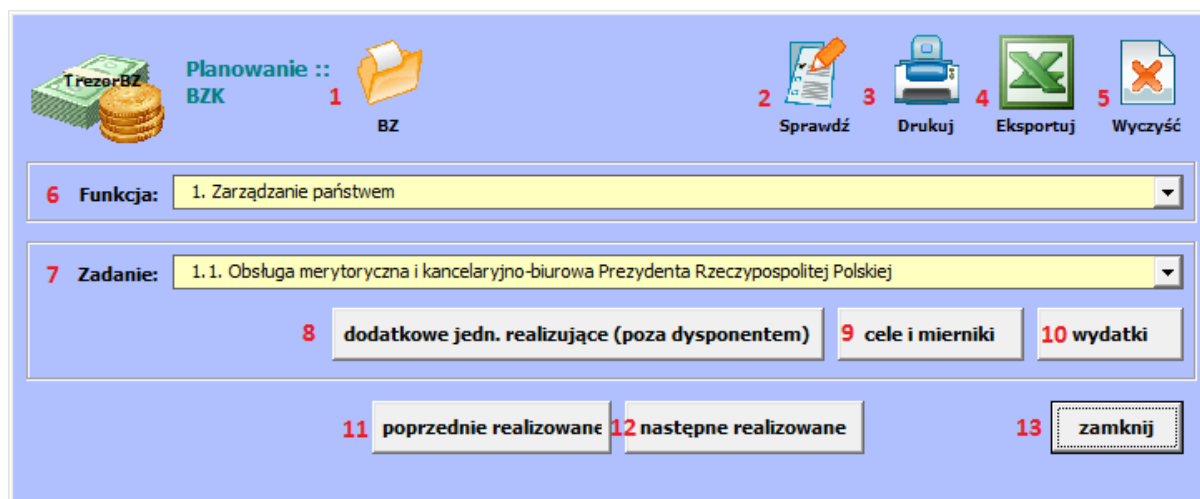 TrezorBZ
Planowanie ::
BZK
1
BZ
2 Sprawdź
3 Drukuj
4 Eksportuj
5 Wyczyść
6 Funkcja: 1. Zarządzanie państwem
7 Zadanie: 1.1. Obsługa merytoryczna i kancelaryjno-biurowa Prezydenta Rzeczypospolitej Polskiej
8 dodatkowe jedn. realizujące (poza dysponentem) 9 cele i mierniki 10 wydatki
11 poprzednie realizowane 12 następne realizowane 13 zamknij